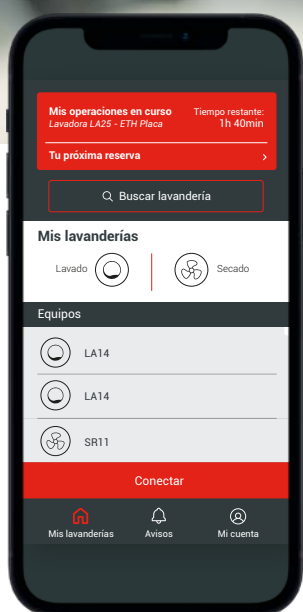 Mis operaciones en curso
Tiempo restante:
Lavadora LA25 - ETH Placa
1h 40min
Tu próxima reserva
Buscar lavandería
Mis lavanderías
Lavado
Secado
Equipos
LA14
LA14
SR11
Conectar
Mis lavanderías
Avisos
Mi cuenta